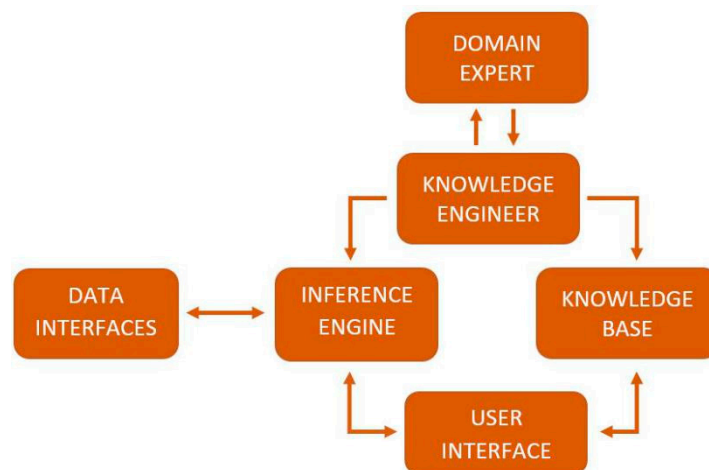 DOMAIN
EXPERT
KNOWLEDGE
ENGINEER
DATA
INTERFACES
INFERENCE
ENGINE
KNOWLEDGE
BASE
USER
INTERFACE